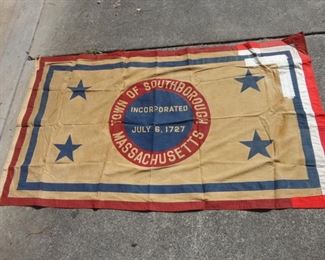 TOWN OF SOUTHBOROUGH
INCORPORATED
JULY 6, 1727
MASSACHUSETTS